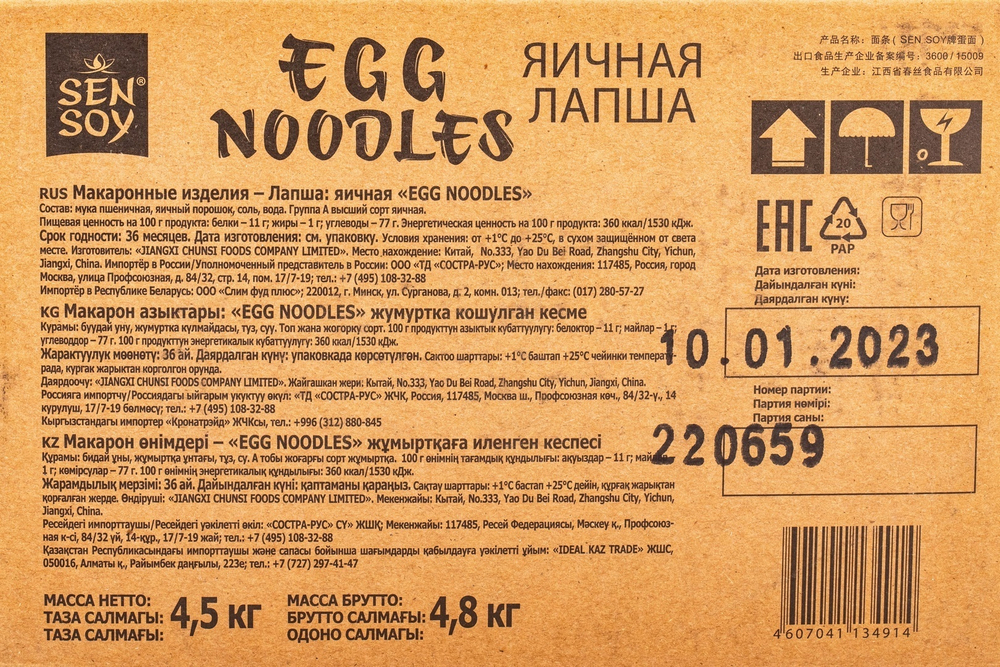 SEN SOY®
EGG
NOODLES
ЯИЧНАЯ
ЛАПША
产品名称：面条（SEN SOY牌蛋面）
出口食品生产企业备案编号：3600/15009
生产企业：江西省春丝食品有限公司
RUS Макаронные изделия – Лапша: яичная «EGG NOODLES»
Состав: мука пшеничная, яичный порошок, соль, вода. Группа А высший сорт яичная.
Пищевая ценность на 100 г продукта: белки – 11 г; жиры – 1 г; углеводы – 77 г. Энергетическая ценность на 100 г продукта: 360 ккал/1530 кДж.
Срок годности: 36 месяцев. Дата изготовления: см. упаковку. Условия хранения: от +1°C до +25°C, в сухом защищённом от света
месте. Изготовитель: «JIANGXI CHUNSI FOODS COMPANY LIMITED». Место нахождение: Китай, No.333, Yao Du Bei Road, Zhangshu City, Yichun,
Jiangxi, China. Импортёр в России/Уполномоченный представитель в России: ООО «ТД «СОСТРА-РУС»; Место нахождения: 117485, Россия, город
Москва, улица Профсоюзная, д. 84/32, стр. 14, пом. 17/7-19; тел.: +7 (495) 108-32-88
Импортёр в Республике Беларусь: ООО «Слим фуд плюс»; 220012, г. Минск, ул. Сурганова, д. 2, комн. 013; тел./факс: (017) 280-57-27
KG Макарон азыктары: «EGG NOODLES» жумуртка кошулган кесме
Курамы: буудай уну, жумуртка күлмайдасы, туз, суу. Топ жана жогорку сорт. 100 г продукттун азыктык кубаттуулугу: белоктор – 11 г; майлар – 1 г;
углеводдор – 77 г. 100 г продукттун энергетикалык кубаттуулугу: 360 ккал/1530 кДж.
Жарактуулук мөөнөтү: 36 ай. Даярдалган күнү: упаковкада көрсөтүлгөн. Сактоо шарттары: +1°C баштап +25°C чейинки температу-
рада, кургак жарыктан корголгон орунда.
Даярдоочу: «JIANGXI CHUNSI FOODS COMPANY LIMITED». Жайгашкан жери: Кытай, No.333, Yao Du Bei Road, Zhangshu City, Yichun, Jiangxi, China.
Россияга импортчу/Россиядагы ыйгарым укуктуу өкүл: «ТД «СОСТРА-РУС» ЖЧК, Россия, 117485, Москва ш., Профсоюзная көч., 84/32-ү., 14
курулуш, 17/7-19 бөлмөсү; тел.: +7 (495) 108-32-88
Кыргызстандагы импортер «Кронатрэйд» ЖЧКсы, тел.: +996 (312) 880-845
KZ Макарон өнімдері – «EGG NOODLES» жұмыртқаға иленген кеспесі
Құрамы: бидай ұны, жұмыртқа ұнтағы, тұз, су. А тобы жоғарғы сорт жұмыртқа. 100 г өнімнің тағамдық құндылығы: ақуыздар – 11 г; майлар
1 г; көмірсулар – 77 г. 100 г өнімнің энергетикалық құндылығы: 360 ккал/1530 кДж.
Жарамдылық мерзімі: 36 ай. Дайындалған күні: қаптаманы қараңыз. Сақтау шарттары: +1°C бастап +25°C дейін, құрғақ жарықтан
қорғалған жерде. Өндіруші: «JIANGXI CHUNSI FOODS COMPANY LIMITED». Мекенжайы: Кытай, No.333, Yao Du Bei Road, Zhangshu City, Yichun,
Jiangxi, China.
Ресейдегі импорттаушы/Ресейдегі уәкілетті өкіл: «СОСТРА-РУС» СҮ» ЖШҚ; Мекенжайы: 117485, Ресей Федерациясы, Мәскеу қ., Профсоюз-
ная к-сі, 84/32 үй, 14-құр., 17/7-19 жай; тел.: +7 (495) 108-32-88
Қазақстан Республикасындағы импорттаушы және сапасы бойынша шағымдарды қабылдауға уәкілетті ұйым: «IDEAL KAZ TRADE» ЖШС,
050016, Алматы қ., Райымбек даңғылы, 223е; тел.: +7 (727) 297-41-47
EAC
20
PAP
Дата изготовления:
Дайындалған күні:
Даярдалган күнү:
10.01.2023
Номер партии:
Партия нөмірі:
Партия саны:
220659
МАССА НЕТТО:
ТАЗА САЛМАҒЫ:
ТАЗА САЛМАГЫ:
4,5 кг
МАССА БРУТТО:
БРУТТО САЛМАҒЫ:
ОДОНО САЛМАГЫ:
4,8 кг
4 607041 134914